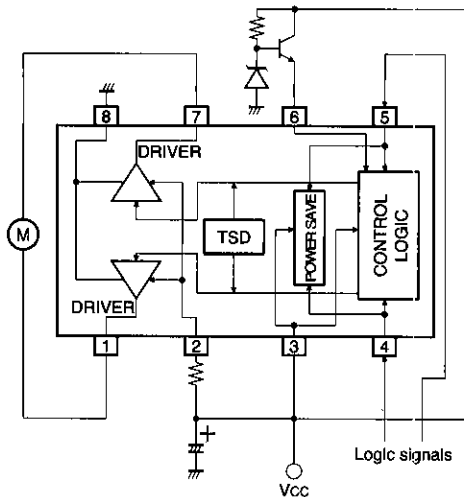 8
7
6
5
DRIVER
M
TSD
POWER SAVE
CONTROL
LOGIC
DRIVER
1
2
3
4
+
Logic signals
VCC